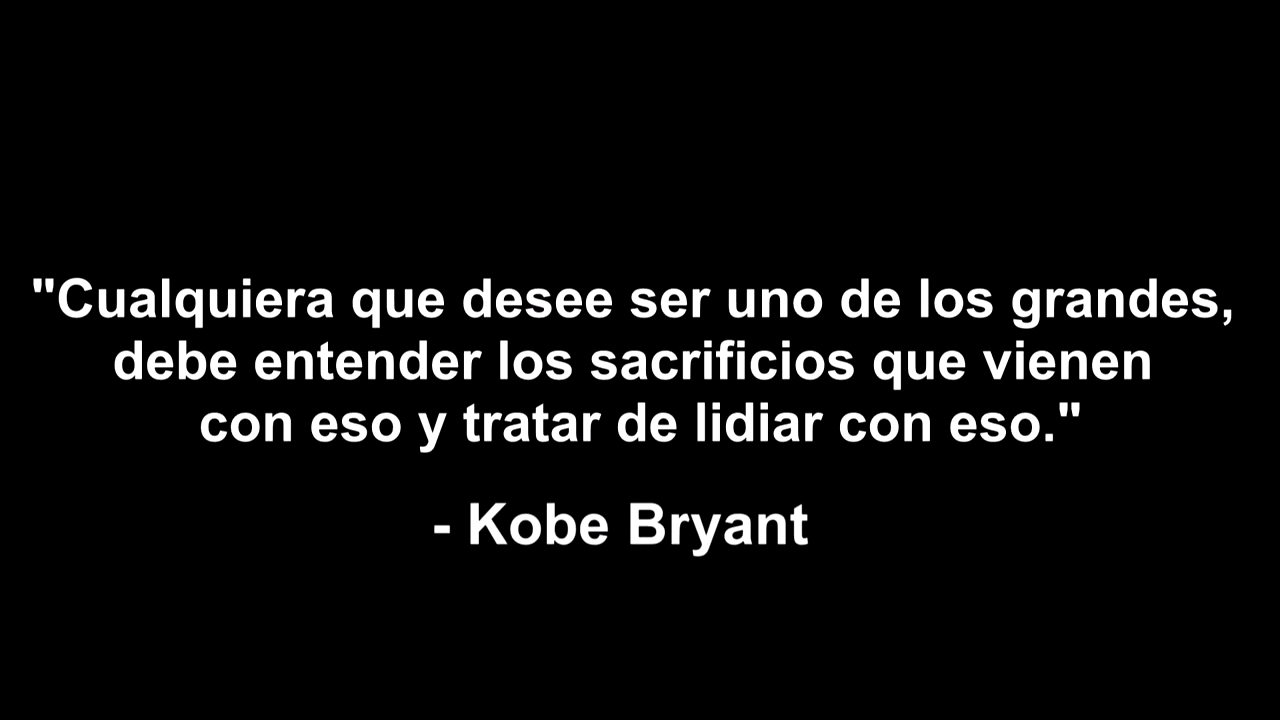 "Cualquiera que desee ser uno de los grandes,
debe entender los sacrificios que vienen
con eso y tratar de lidiar con eso."
- Kobe Bryant